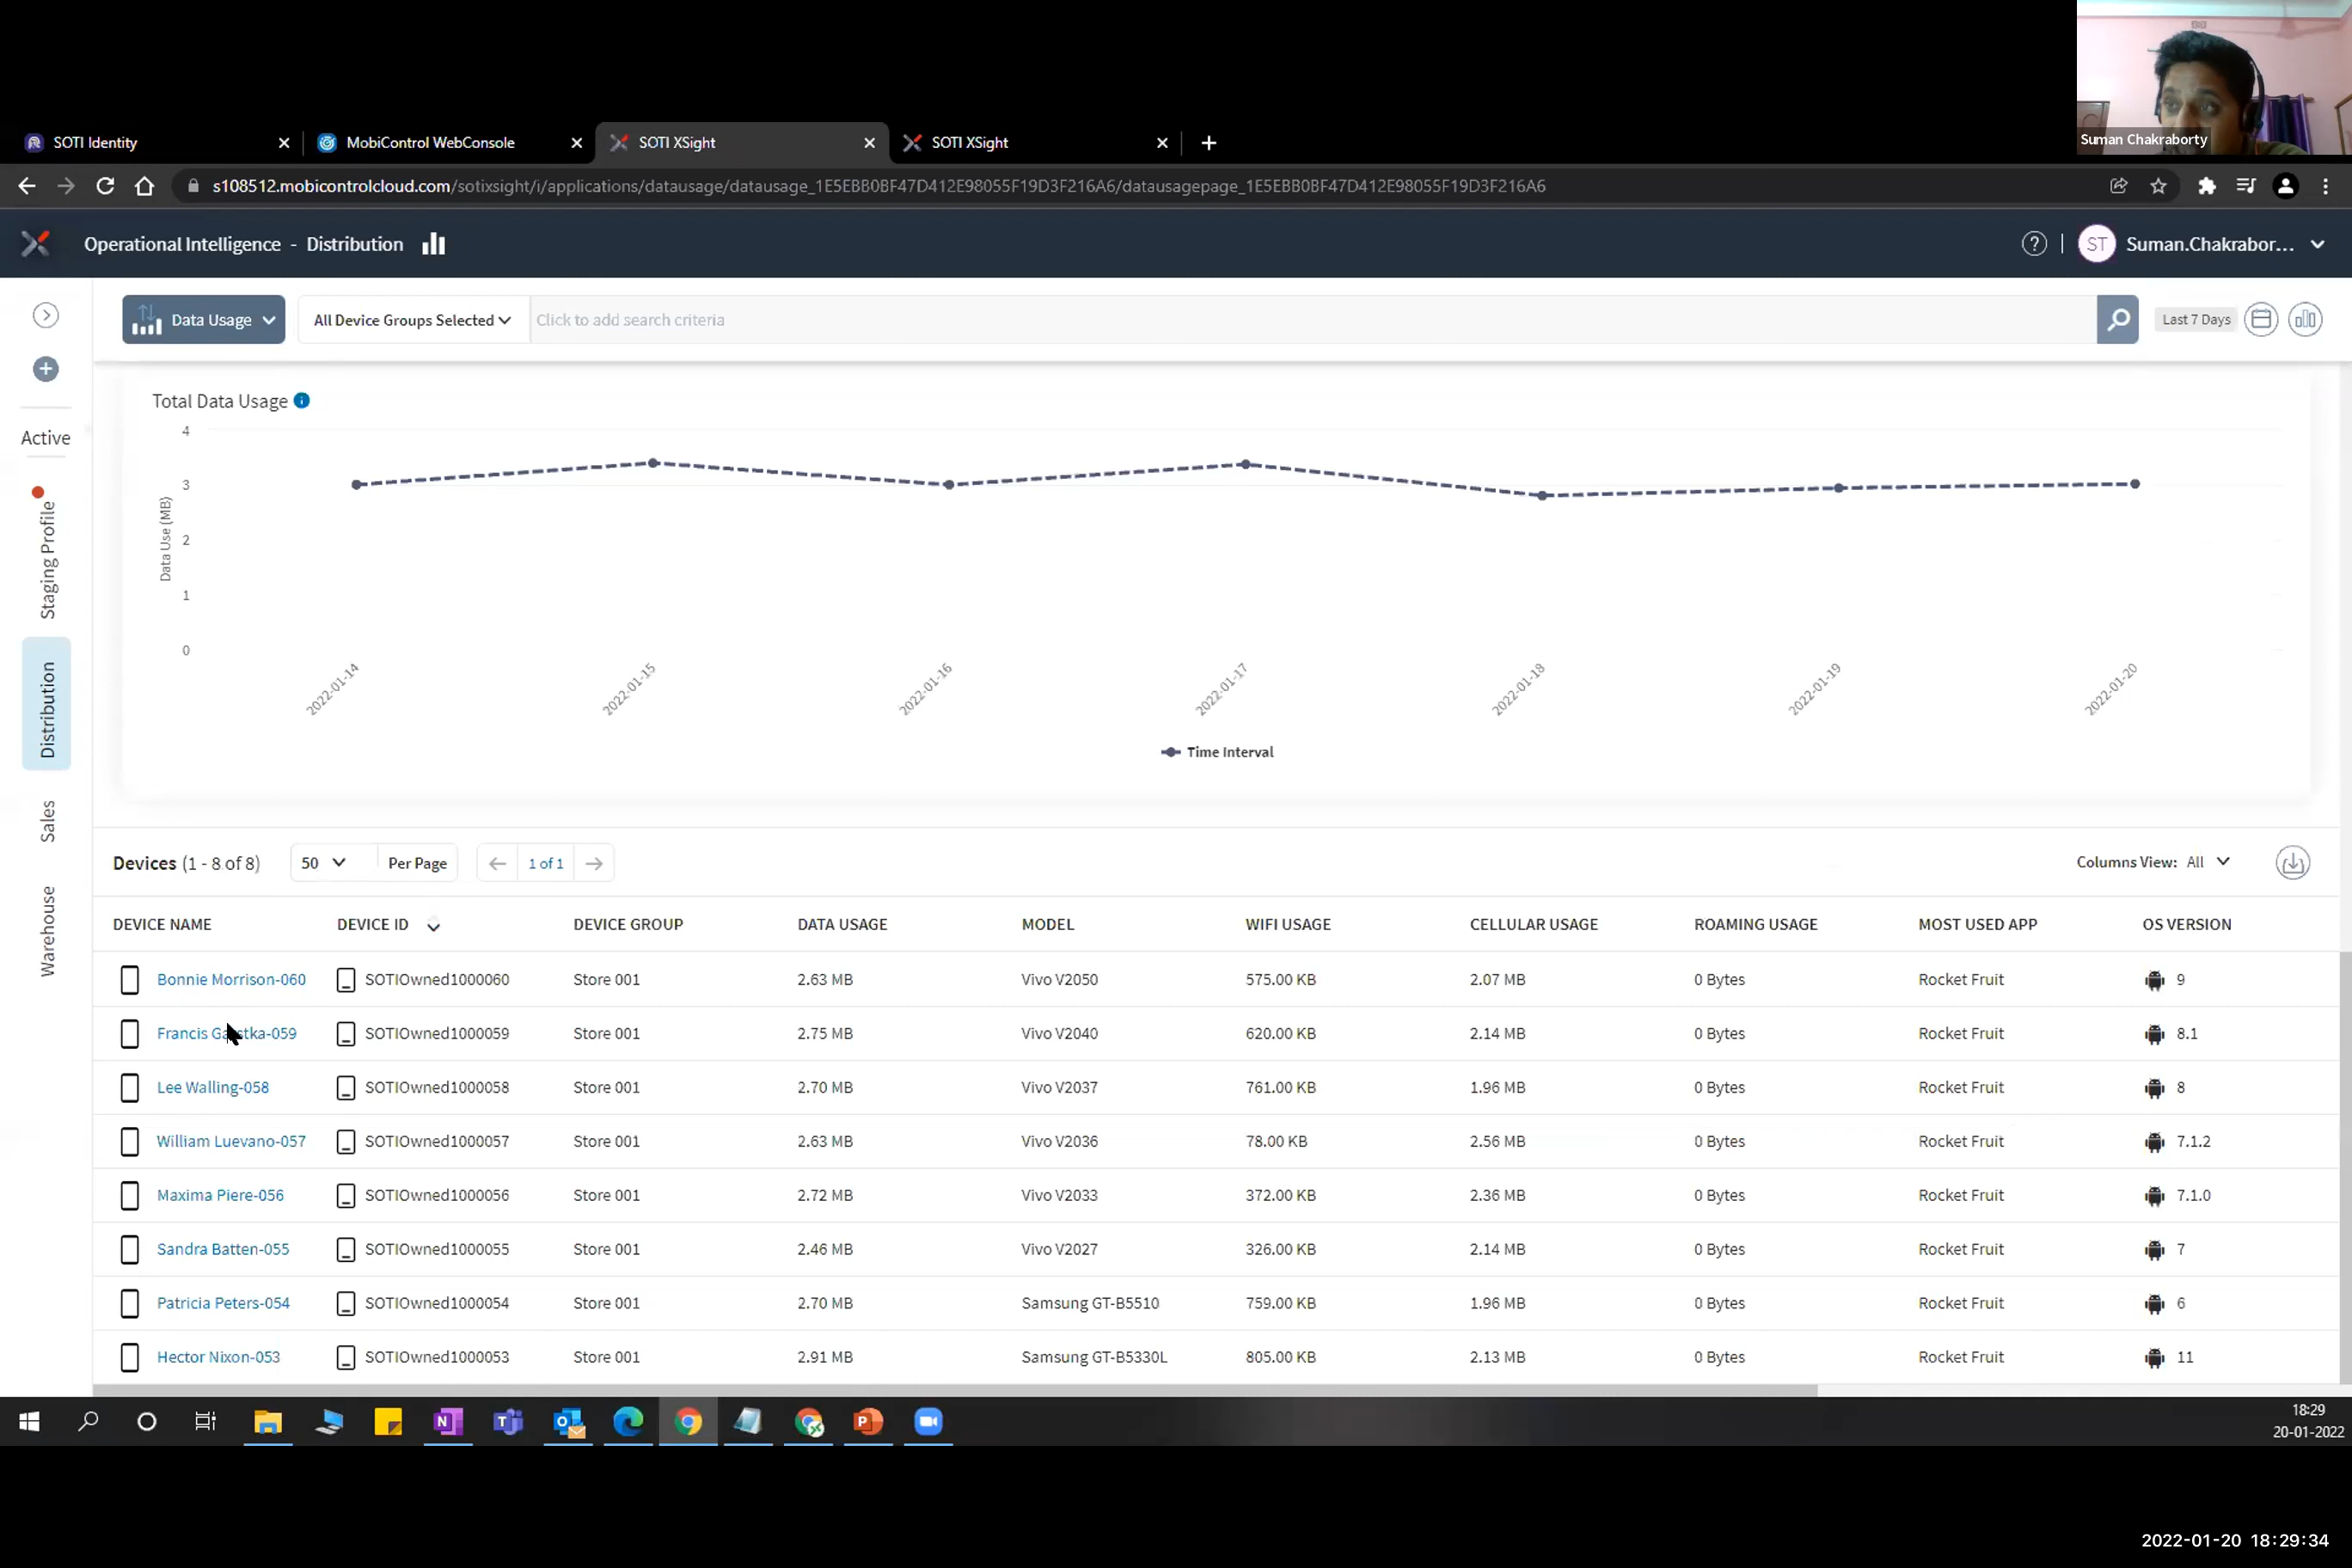 Suman Chakraborty
SOTI Identity
MobiControl WebConsole
SOTI XSight
SOTI XSight
s108512.mobicontrolcloud.com/sotixsight/i/applications/datausage/datausage_1E5EBB0BF47D412E98055F19D3F216A6/datausagepage_1E5EBB0BF47D412E98055F19D3F216A6
Operational Intelligence - Distribution
ST Suman.Chakrabor...
Data Usage
All Device Groups Selected
Click to add search criteria
Last 7 Days
Active
Staging Profile
Distribution
Sales
Warehouse
Total Data Usage
Data Use (MB)
4
3
2
1
0
2022-01-14
2022-01-15
2022-01-16
2022-01-17
2022-01-18
2022-01-19
2022-01-20
Time Interval
Devices (1 - 8 of 8) 50 Per Page 1 of 1 Columns View: All
DEVICE NAME DEVICE ID DEVICE GROUP DATA USAGE MODEL WIFI USAGE CELLULAR USAGE ROAMING USAGE MOST USED APP OS VERSION
Bonnie Morrison-060 SOTIOwned1000060 Store 001 2.63 MB Vivo V2050 575.00 KB 2.07 MB 0 Bytes Rocket Fruit 9
Francis SOTIOwned1000059 Store 001 2.75 MB Vivo V2040 620.00 KB 2.14 MB 0 Bytes Rocket Fruit 8.1
Lee Walling-058 SOTIOwned1000058 Store 001 2.70 MB Vivo V2037 761.00 KB 1.96 MB 0 Bytes Rocket Fruit 8
William Luevano-057 SOTIOwned1000057 Store 001 2.63 MB Vivo V2036 78.00 KB 2.56 MB 0 Bytes Rocket Fruit 7.1.2
Maxima Piere-056 SOTIOwned1000056 Store 001 2.72 MB Vivo V2033 372.00 KB 2.36 MB 0 Bytes Rocket Fruit 7.1.0
Sandra Batten-055 SOTIOwned1000055 Store 001 2.46 MB Vivo V2027 326.00 KB 2.14 MB 0 Bytes Rocket Fruit 7
Patricia Peters-054 SOTIOwned1000054 Store 001 2.70 MB Samsung GT-B5510 759.00 KB 1.96 MB 0 Bytes Rocket Fruit 6
Hector Nixon-053 SOTIOwned1000053 Store 001 2.91 MB Samsung GT-B5330L 805.00 KB 2.13 MB 0 Bytes Rocket Fruit 11
18:29
20-01-2022
2022-01-20 18:29:34